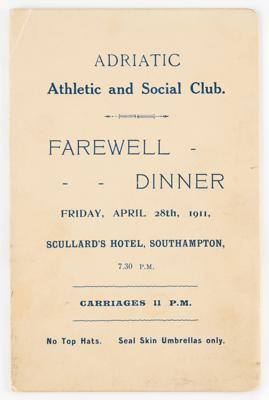 ADRIATIC
Athletic and Social Club.
FAREWELL -
- - DINNER
FRIDAY, APRIL 28th, 1911,
SCULLARD'S HOTEL, SOUTHAMPTON,
7.30 P.M.
CARRIAGES 11 P.M.
No Top Hats. Seal Skin Umbrellas only.